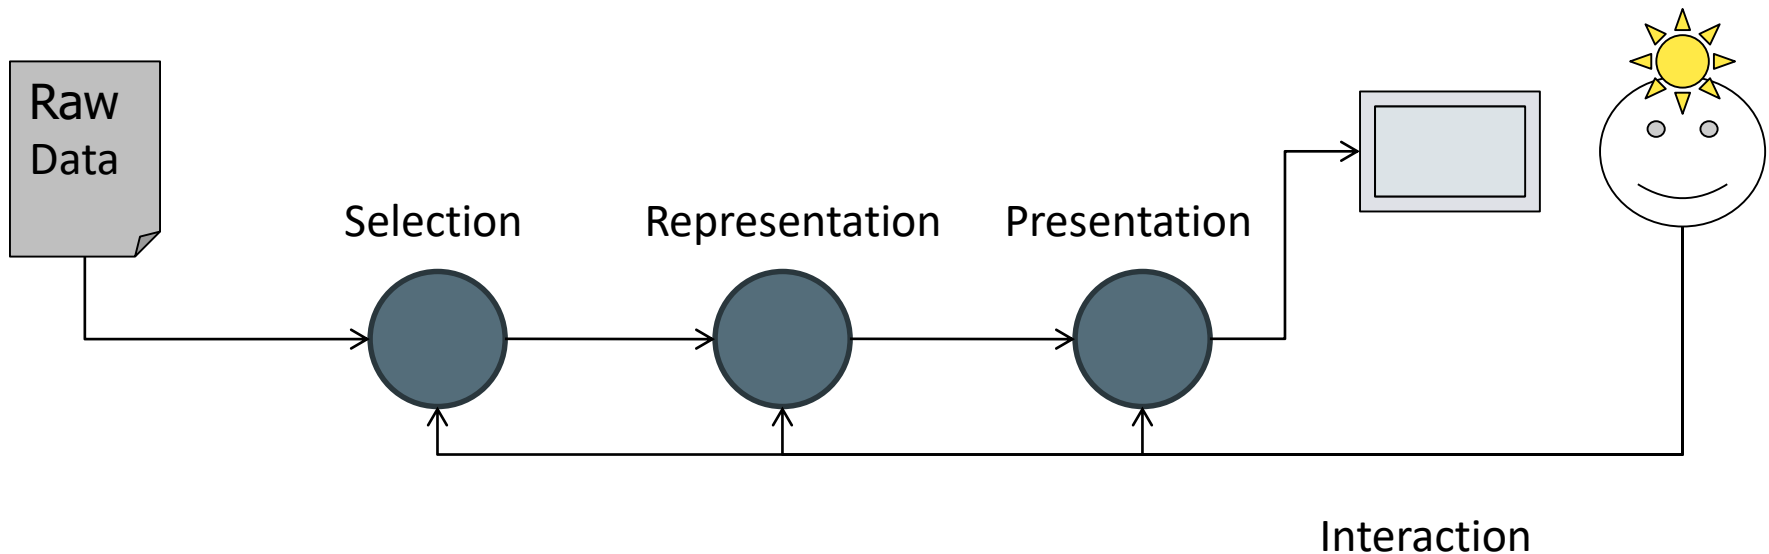 Raw
Data
Selection
Representation
Presentation
Interaction